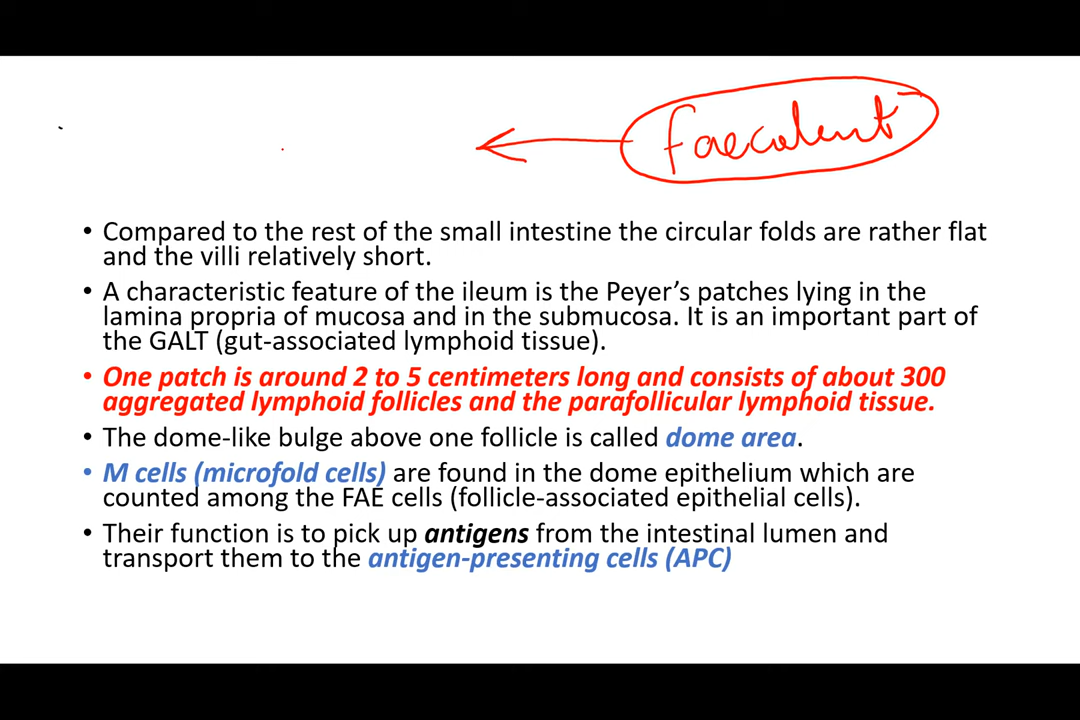 faeculent
• Compared to the rest of the small intestine the circular folds are rather flat
and the villi relatively short.
• A characteristic feature of the ileum is the Peyer’s patches lying in the
lamina propria of mucosa and in the submucosa. It is an important part of
the GALT (gut-associated lymphoid tissue).
• One patch is around 2 to 5 centimeters long and consists of about 300
aggregated lymphoid follicles and the parafollicular lymphoid tissue.
• The dome-like bulge above one follicle is called dome area.
• M cells (microfold cells) are found in the dome epithelium which are
counted among the FAE cells (follicle-associated epithelial cells).
• Their function is to pick up antigens from the intestinal lumen and
transport them to the antigen-presenting cells (APC)